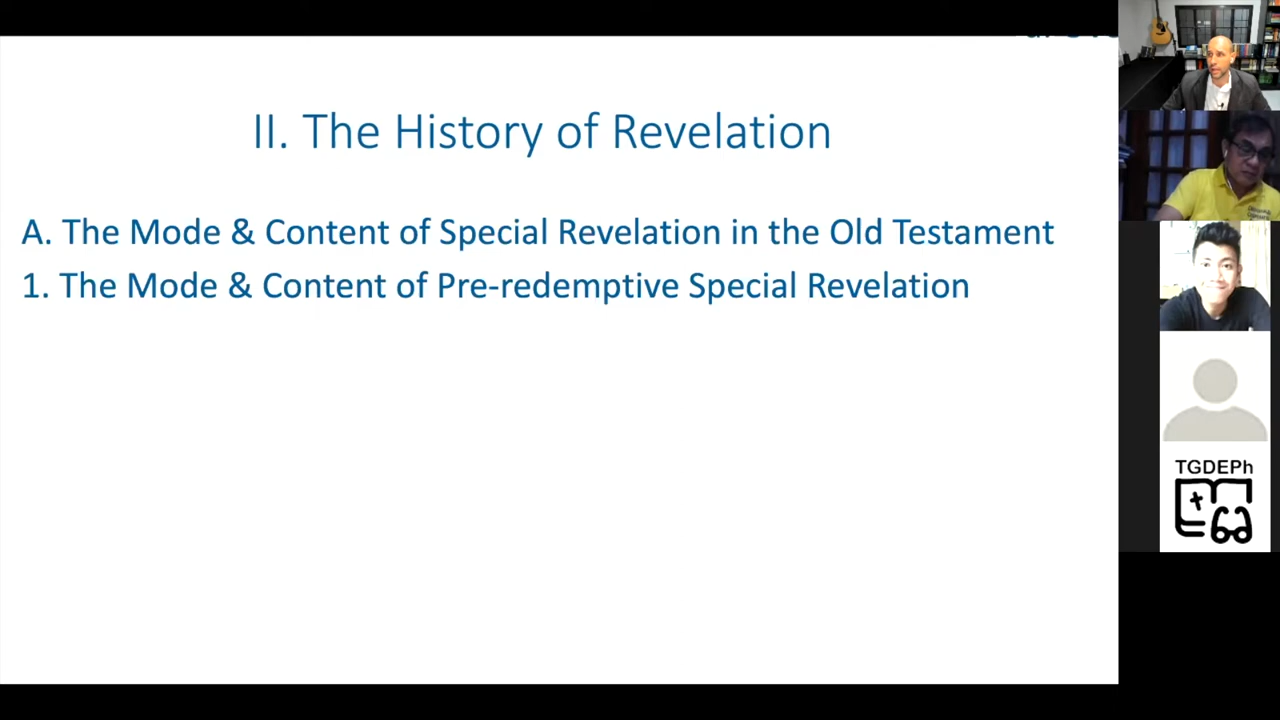 II. The History of Revelation
A. The Mode & Content of Special Revelation in the Old Testament
1. The Mode & Content of Pre-redemptive Special Revelation
TGDEPh